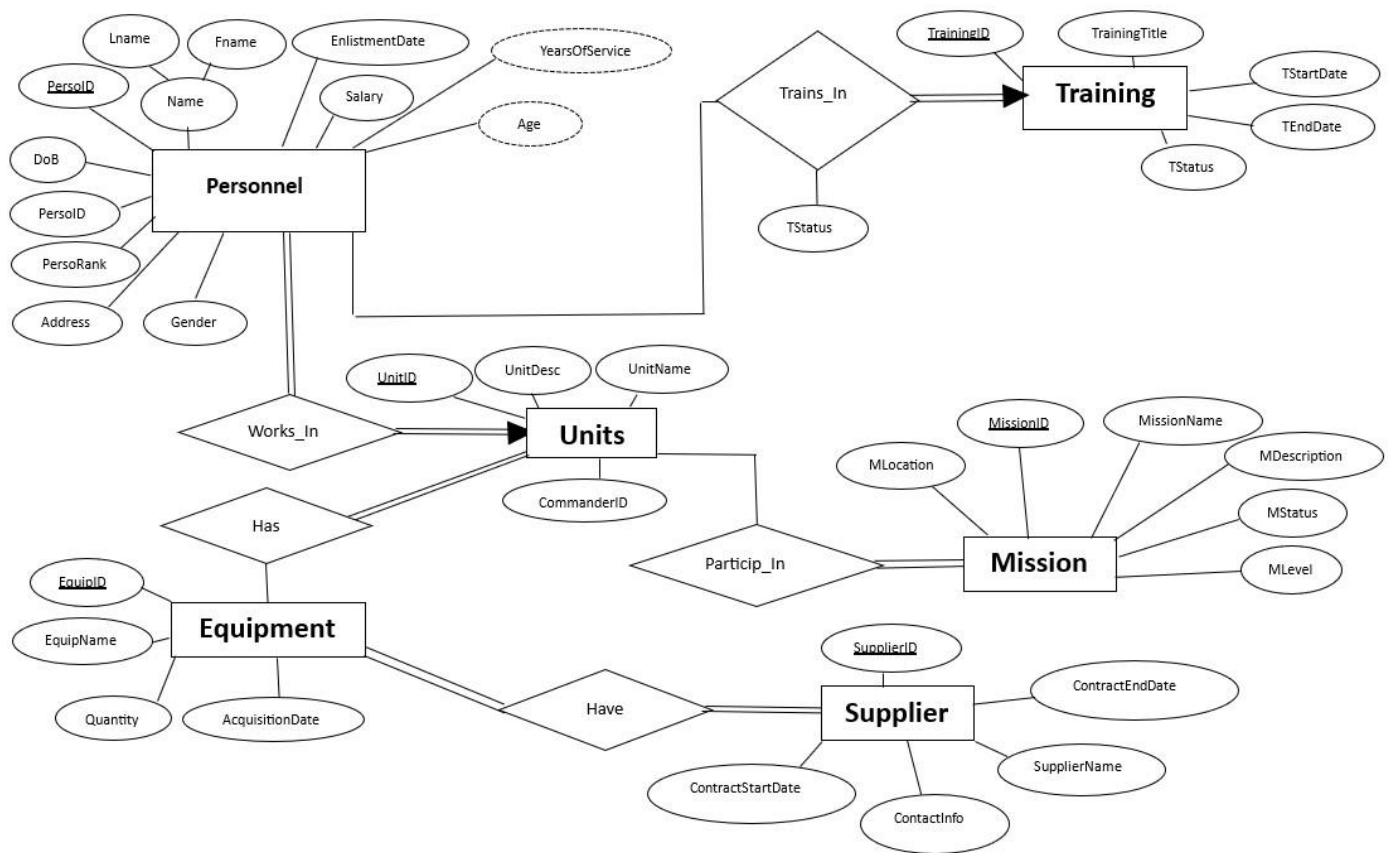 Lname
Fname
EnlistmentDate
YearsOfService
PersoID
Name
Salary
Age
DoB
Personnel
PersoID
PersoRank
Address
Gender
TrainingID
TrainingTitle
Trains_In
Training
TStartDate
TEndDate
TStatus
TStatus
UnitID
UnitDesc
UnitName
Works_In
Units
CommanderID
Has
MissionID
MissionName
MLocation
MDescription
MStatus
Particip_In
Mission
MLevel
EquipID
Equipment
EquipName
Quantity
AcquisitionDate
Have
SupplierID
Supplier
ContractEndDate
SupplierName
ContractStartDate
ContactInfo